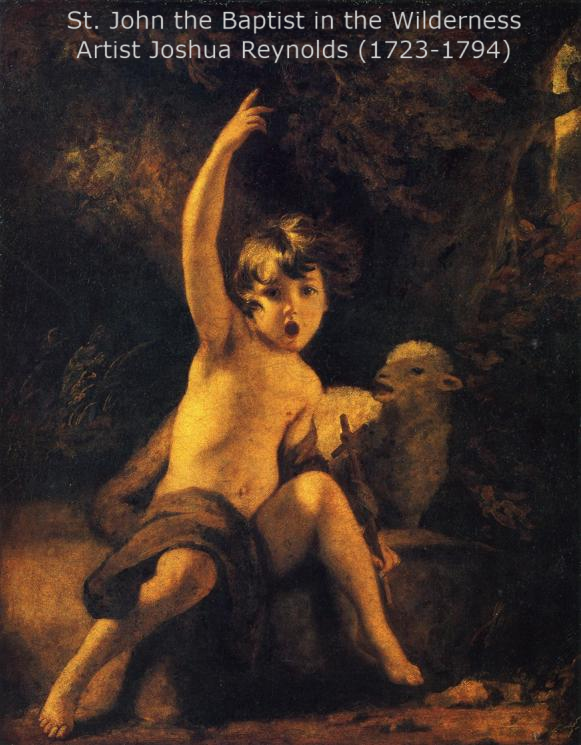 St. John the Baptist in the Wilderness
Artist Joshua Reynolds (1723-1794)